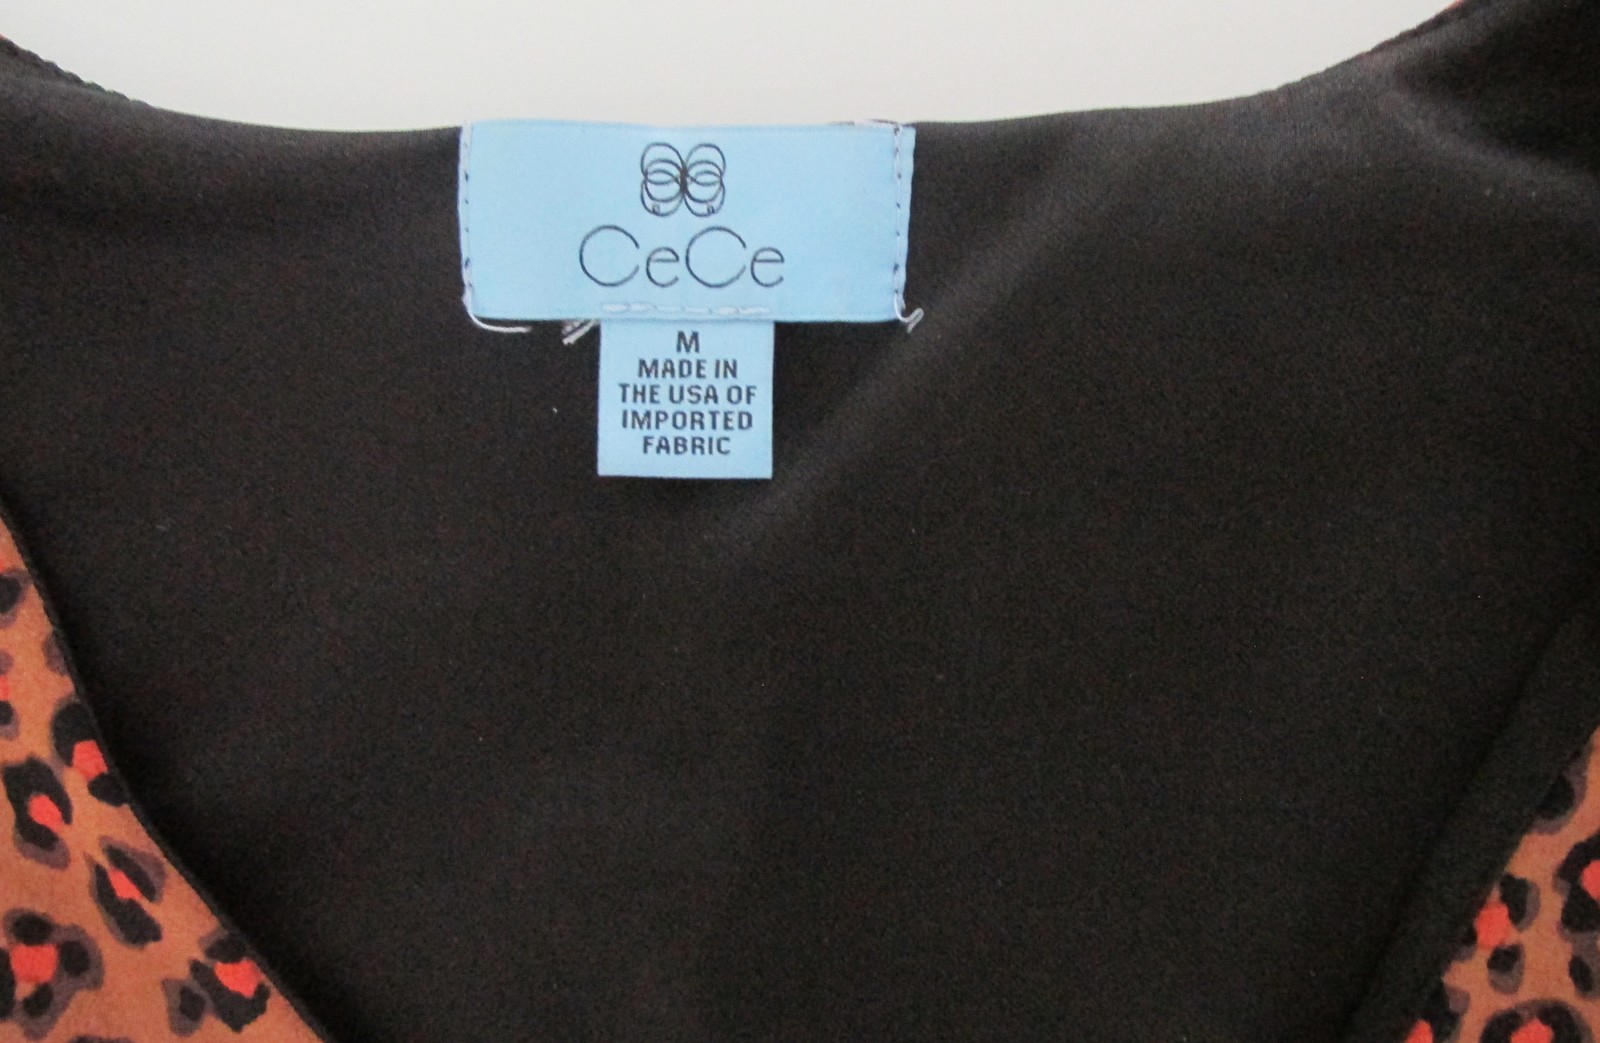 CeCe
M
MADE IN
THE USA OF
IMPORTED
FABRIC